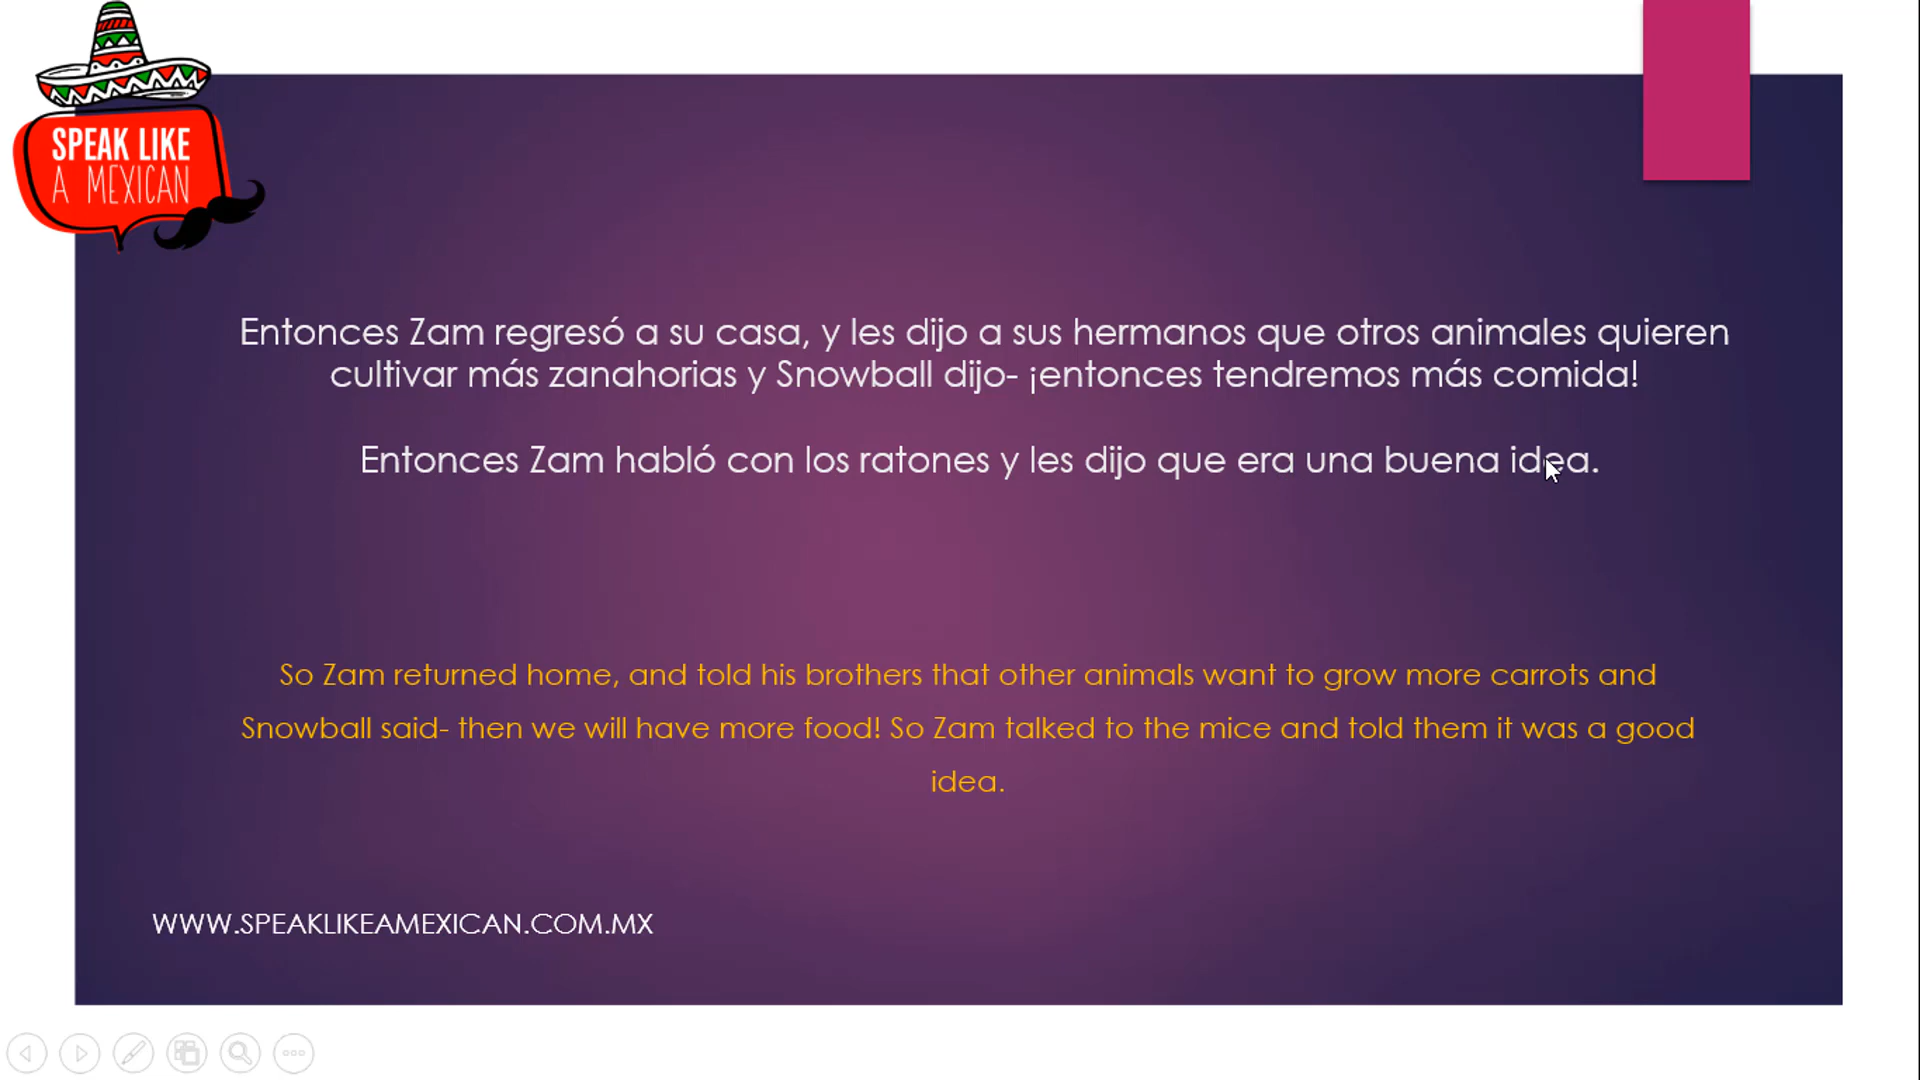 SPEAK LIKE
A MEXICAN
Entonces Zam regresó a su casa, y les dijo a sus hermanos que otros animales quieren
cultivar más zanahorias y Snowball dijo- ¡entonces tendremos más comida!
Entonces Zam habló con los ratones y les dijo que era una buena idea.
So Zam returned home, and told his brothers that other animals want to grow more carrots and
Snowball said- then we will have more food! So Zam talked to the mice and told them it was a good
idea.
WWW.SPEAKLIKEAMEXICAN.COM.MX